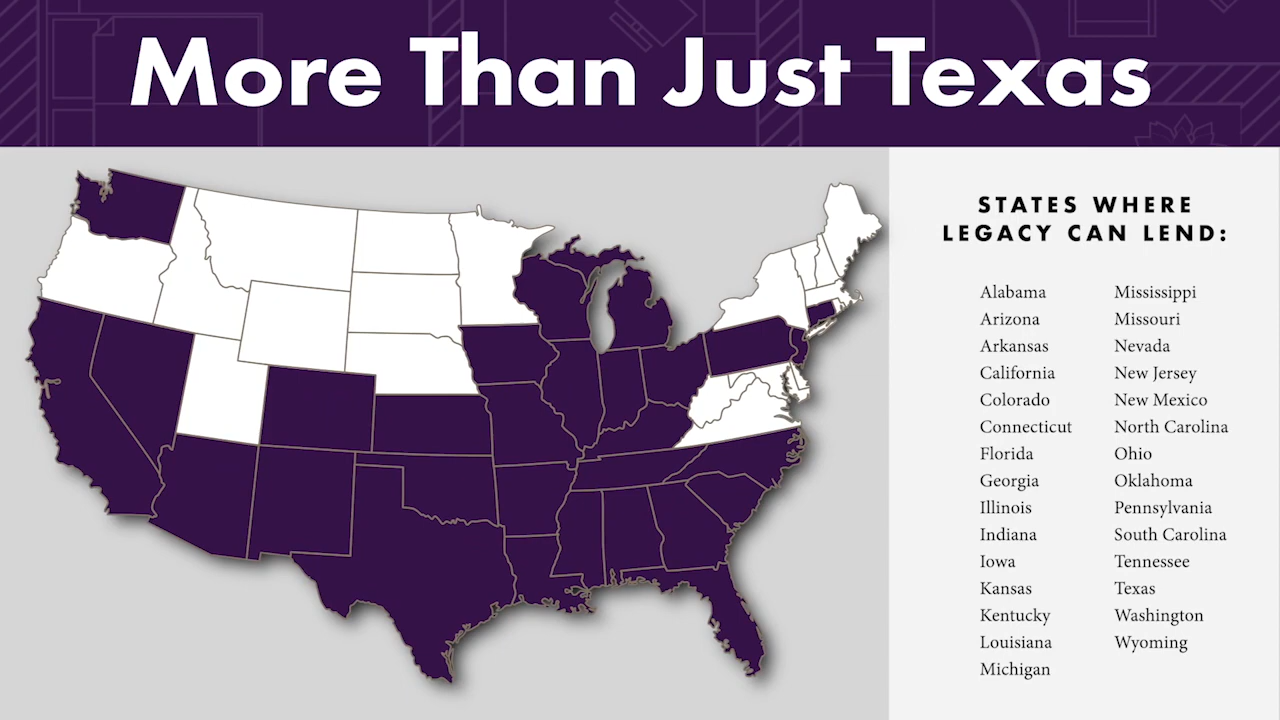 More Than Just Texas
STATES WHERE
LEGACY CAN LEND:
Alabama
Arizona
Arkansas
California
Colorado
Connecticut
Florida
Georgia
Illinois
Indiana
Iowa
Kansas
Kentucky
Louisiana
Michigan
Mississippi
Missouri
Nevada
New Jersey
New Mexico
North Carolina
Ohio
Oklahoma
Pennsylvania
South Carolina
Tennessee
Texas
Washington
Wyoming